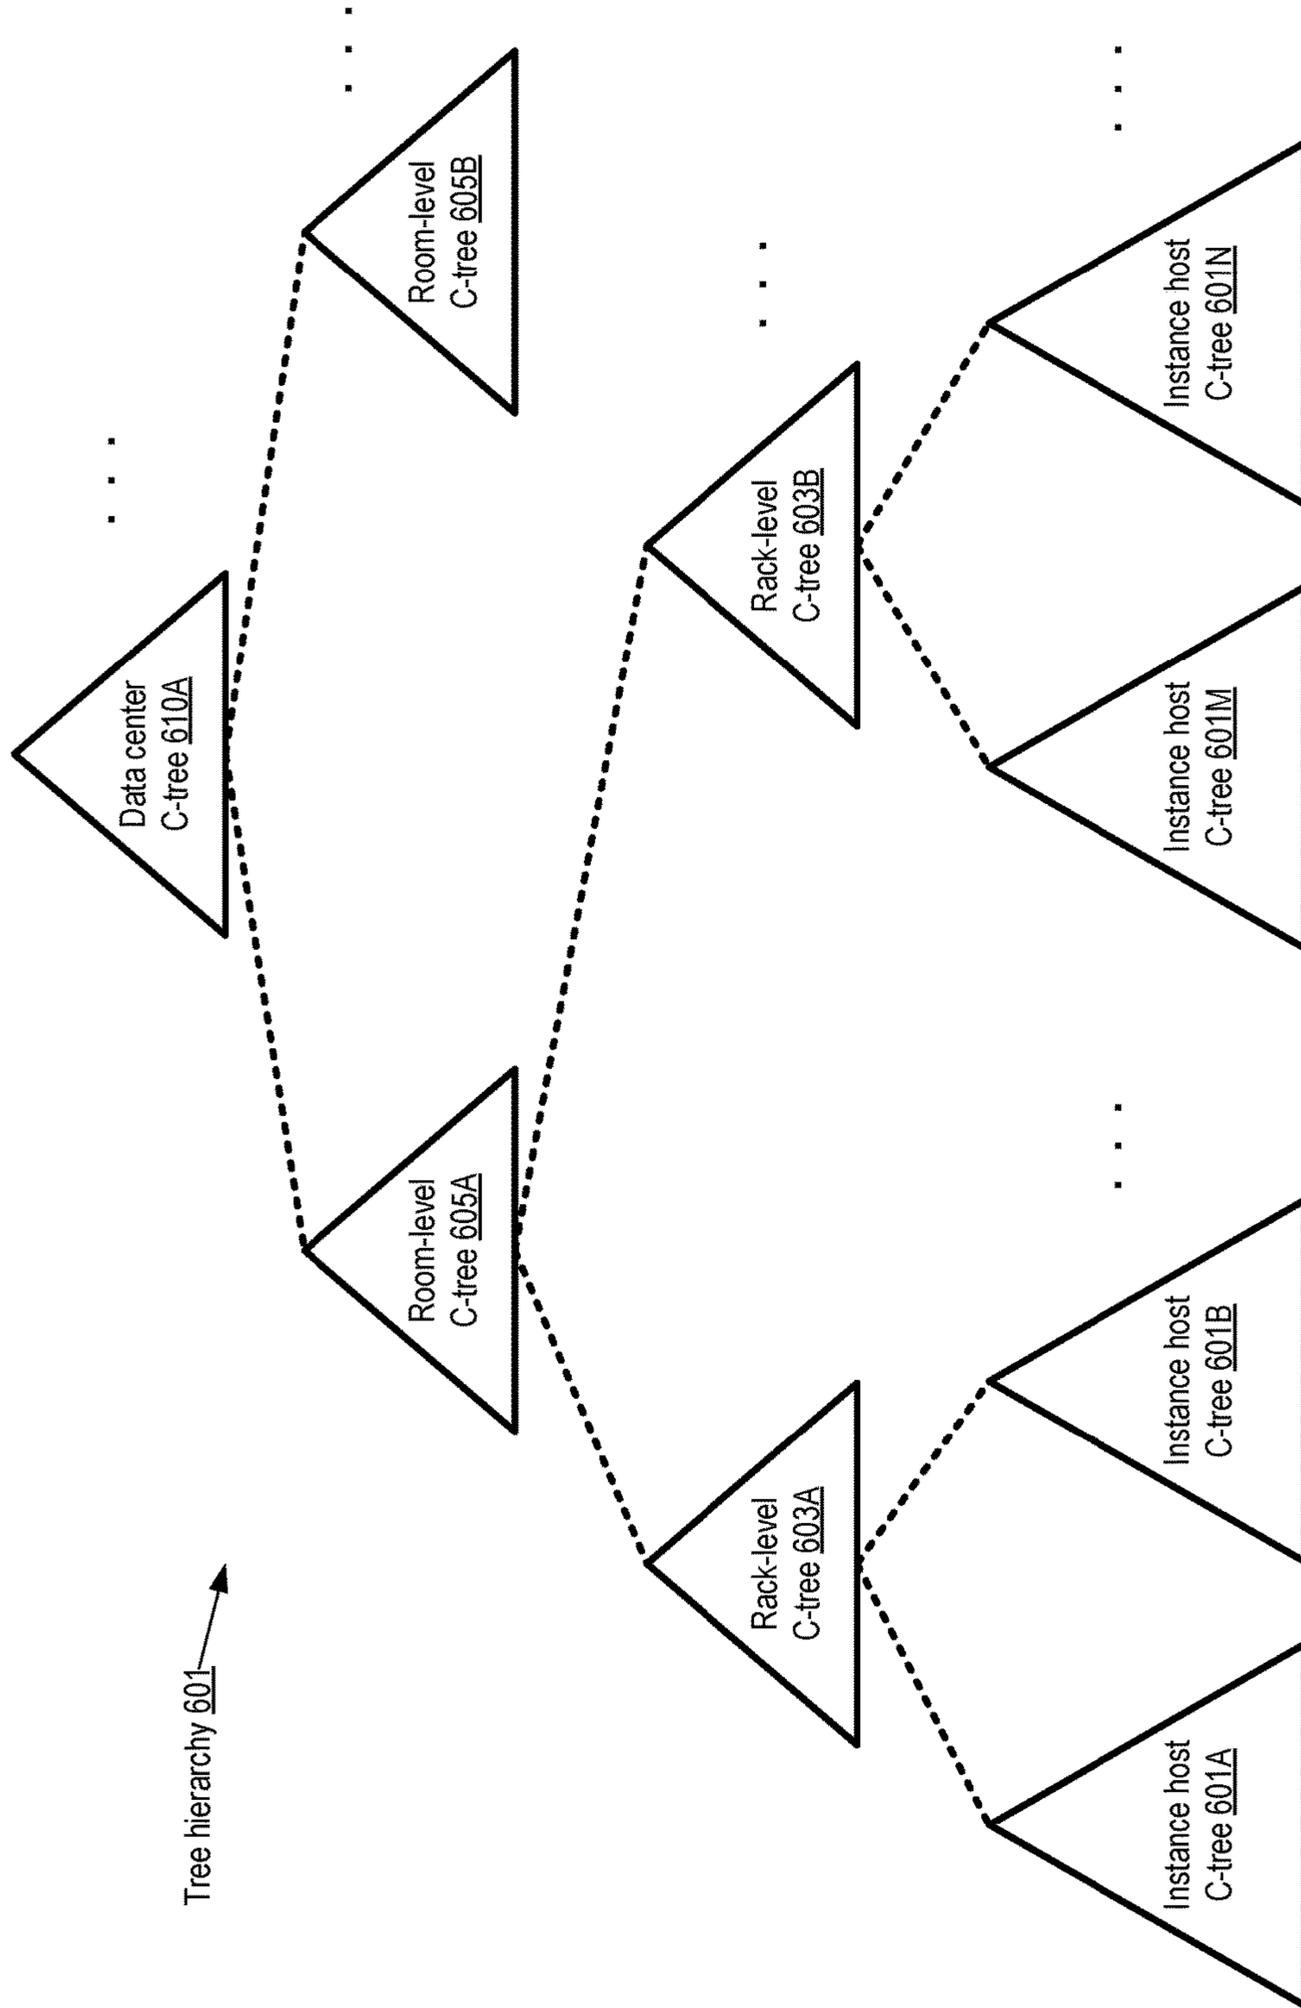 Tree hierarchy 601
Data center
C-tree 610A
. . .
Room-level
C-tree 605A
Room-level
C-tree 605B
. . .
Rack-level
C-tree 603A
Rack-level
C-tree 603B
. . .
Instance host
C-tree 601A
Instance host
C-tree 601B
. . .
Instance host
C-tree 601M
Instance host
C-tree 601N
. . .